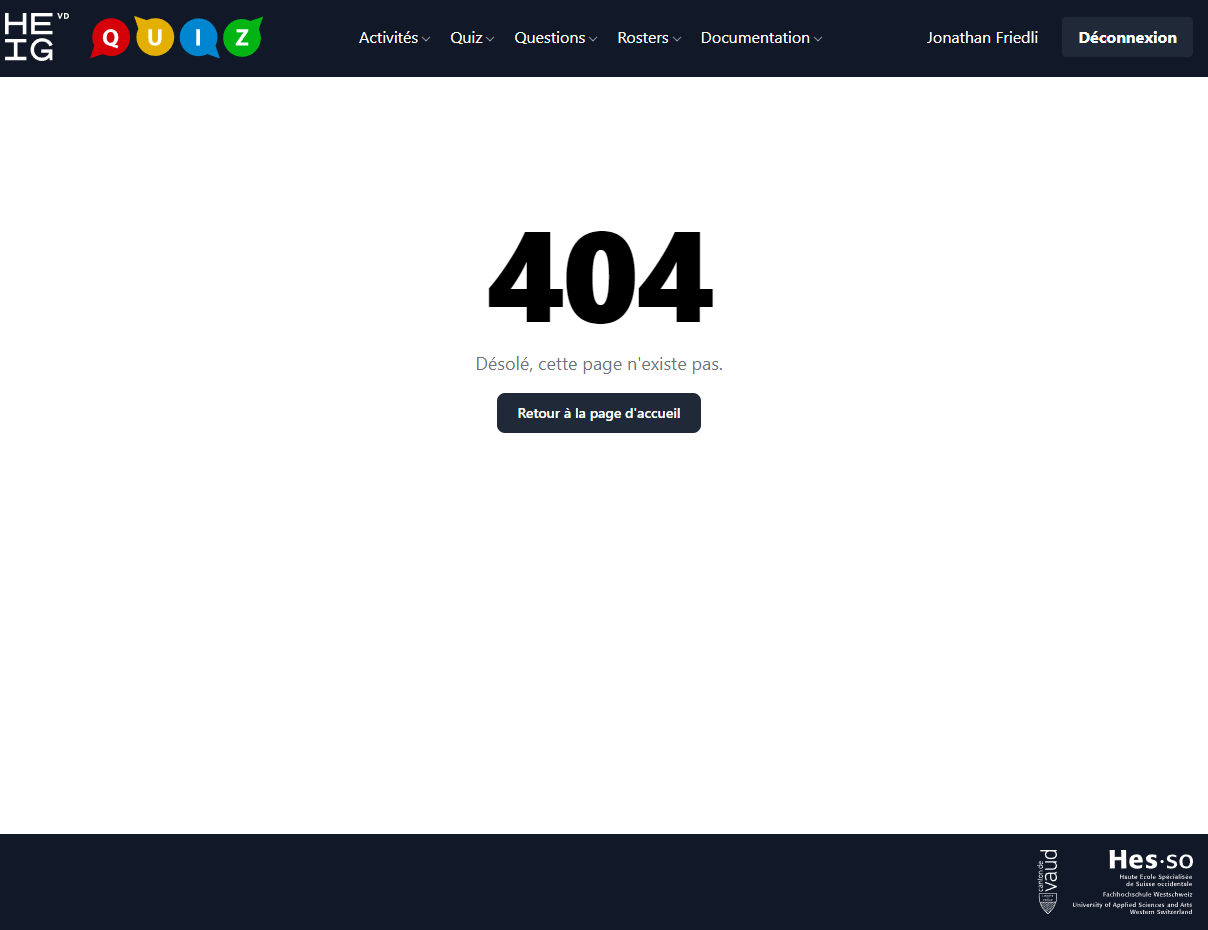 HE VD
IG
QUIZ
Activités Quiz Questions Rosters Documentation Jonathan Friedli Déconnexion
404
Désolé, cette page n'existe pas.
Retour à la page d'accueil
canton de
vaud
Hes·so
Haute Ecole Spécialisée
de Suisse occidentale
Fachhochschule Westschweiz
University of Applied Sciences and Arts
Western Switzerland